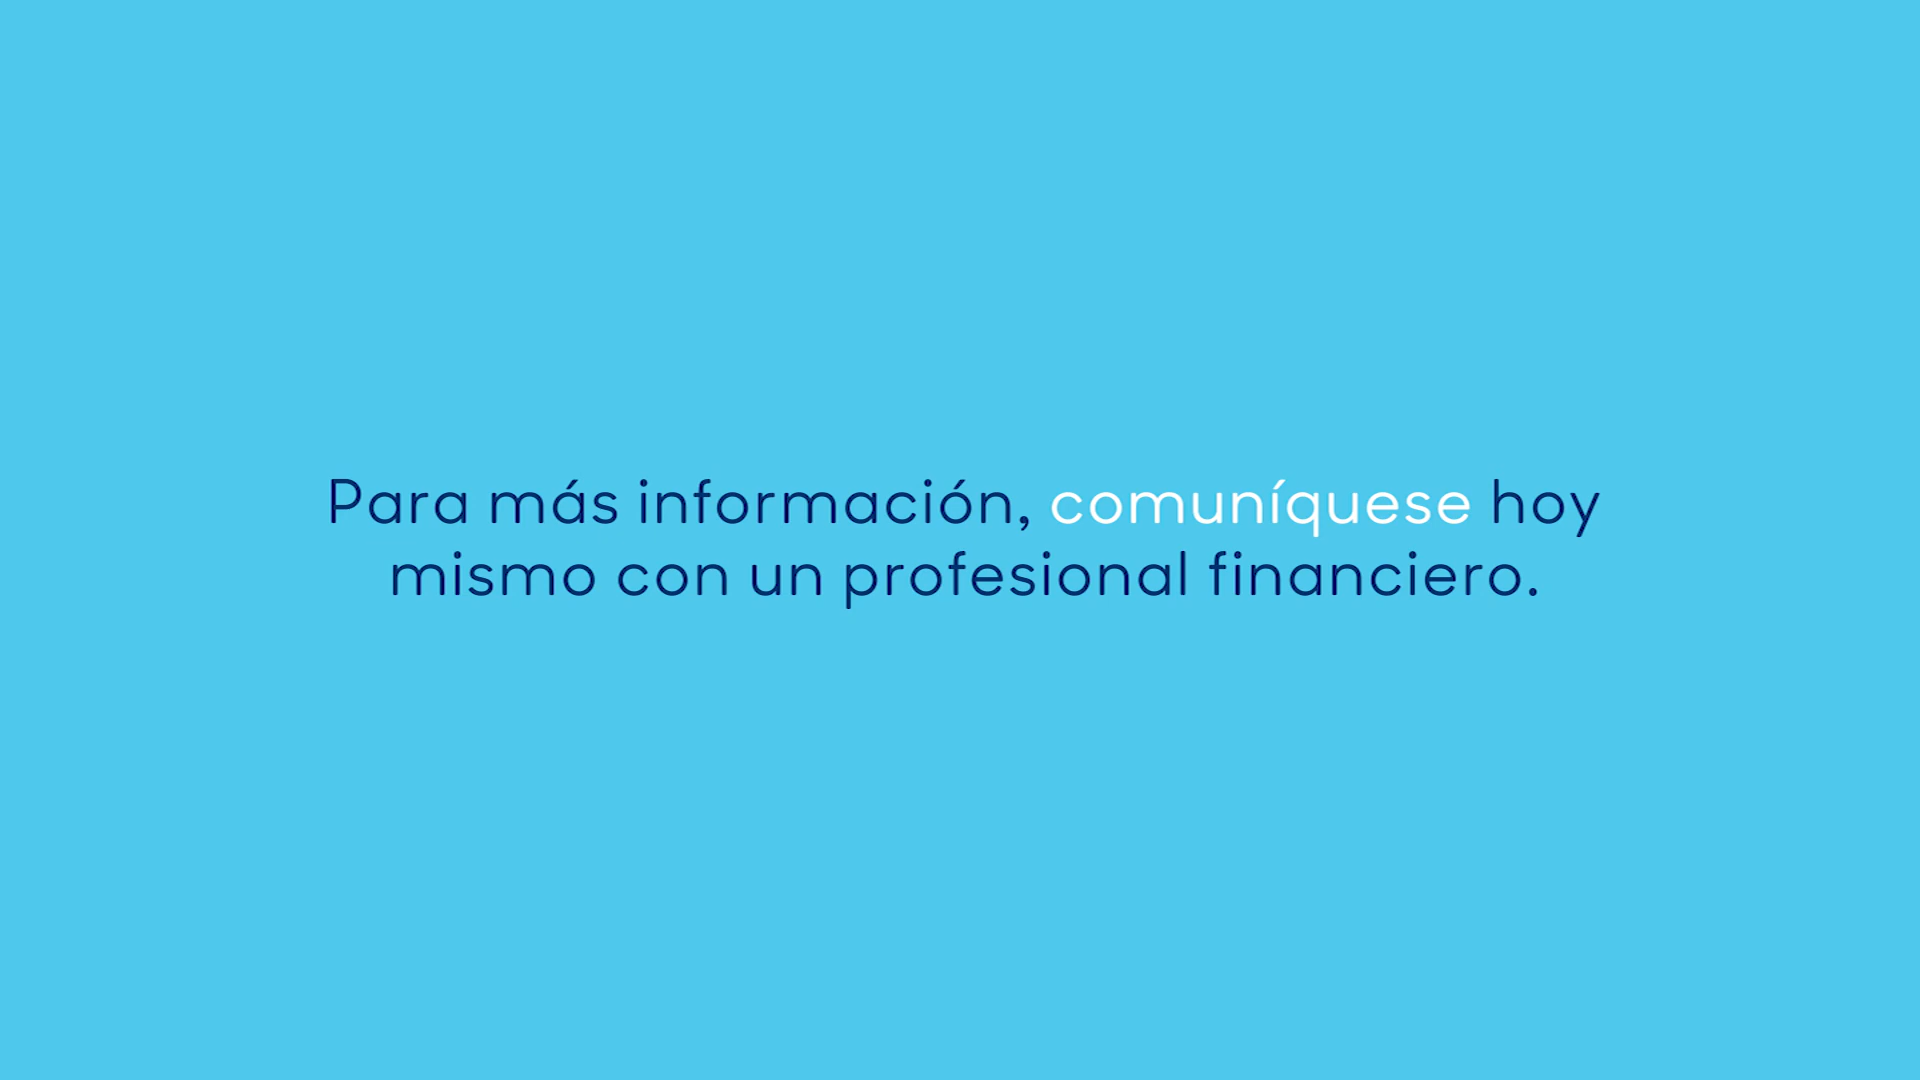 Para más información, comuníquese hoy
mismo con un profesional financiero.